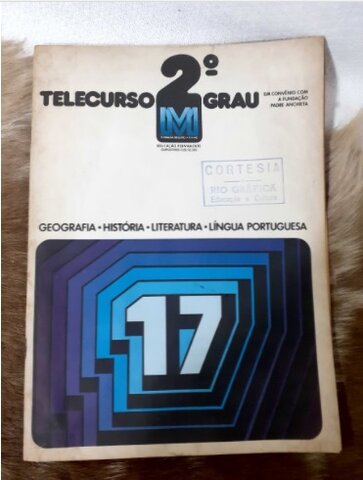 TELECURSO 2º GRAU
EM CONVÊNIO COM
A FUNDAÇÃO
PADRE ANCHIETA
CORTESIA
RIO GRÁFICA
Educação e Cultura
GEOGRAFIA • HISTÓRIA • LITERATURA • LÍNGUA PORTUGUESA
17